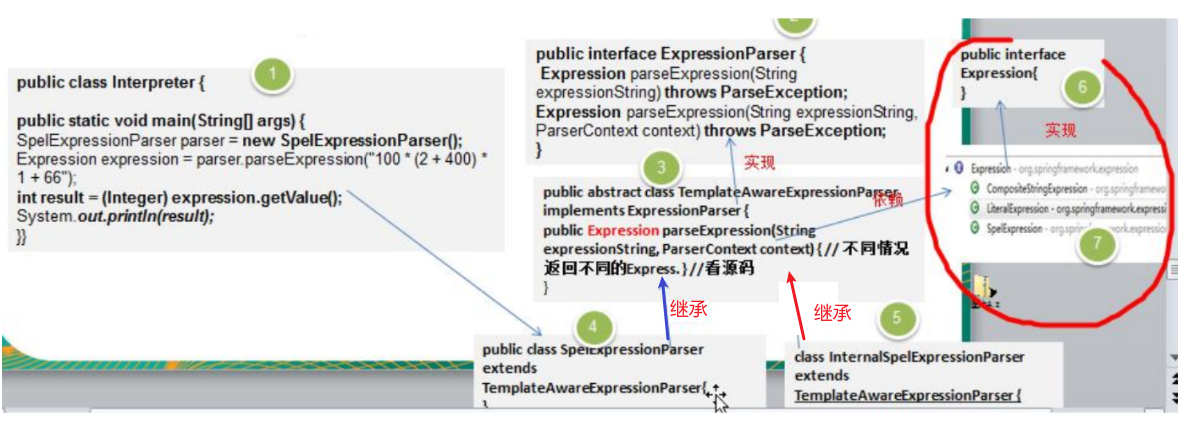 1
public class Interpreter {
public static void main(String[] args) {
SpelExpressionParser parser = new SpelExpressionParser();
Expression expression = parser.parseExpression("100 * (2 + 400) *
1 + 66");
int result = (Integer) expression.getValue();
System.out.println(result);
}}
2
public interface ExpressionParser {
Expression parseExpression(String
expressionString) throws ParseException;
Expression parseExpression(String expressionString,
ParserContext context) throws ParseException;
}
实现
3
public abstract class TemplateAwareExpressionParser
implements ExpressionParser {
public Expression parseExpression(String
expressionString, ParserContext context) { // 不同情况
返回不同的Express. } //看源码
}
依赖
继承
继承
4
public class SpelExpressionParser
extends
TemplateAwareExpressionParser{
}
5
class InternalSpelExpressionParser
extends
TemplateAwareExpressionParser {
public interface
Expression{
}
6
实现
Expression - org.springframework.expression
CompositeStringExpression - org.springframewo
LiteralExpression - org.springframework.expressi
SpelExpression - org.spri
work.expressio
7